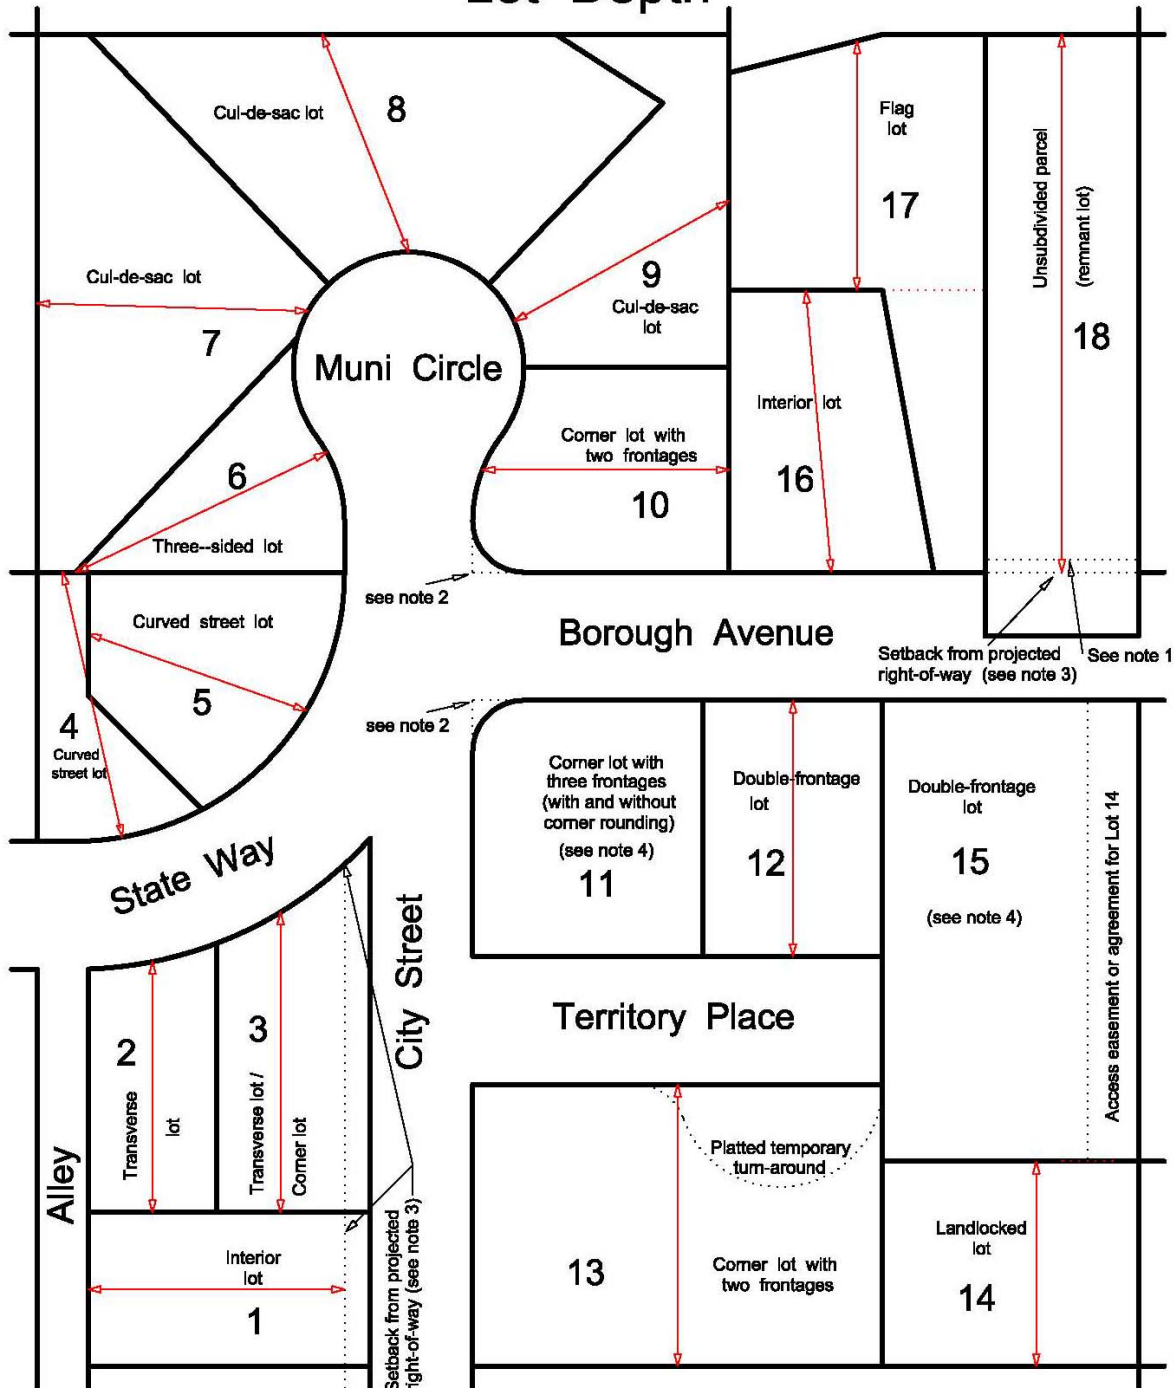 Lot Depth
Cul-de-sac lot
8
Flag
lot
17
Unsubdivided parcel
(remnant lot)
18
Cul-de-sac lot
7
9
Cul-de-sac
lot
Muni Circle
Interior lot
16
Corner lot with
two frontages
10
6
Three--sided lot
see note 2
Curved street lot
5
Borough Avenue
Setback from projected
right-of-way (see note 3)
See note 1
4
Curved
street lot
see note 2
Corner lot with
three frontages
(with and without
corner rounding)
(see note 4)
11
Double-frontage
lot
12
Double-frontage
lot
15
(see note 4)
Access easement or agreement for Lot 14
State Way
City Street
Territory Place
2
Transverse
lot
3
Transverse lot /
Corner lot
Alley
Platted temporary
turn-around
Interior
lot
1
Setback from projected
right-of-way (see note 3)
13
Corner lot with
two frontages
Landlocked
lot
14